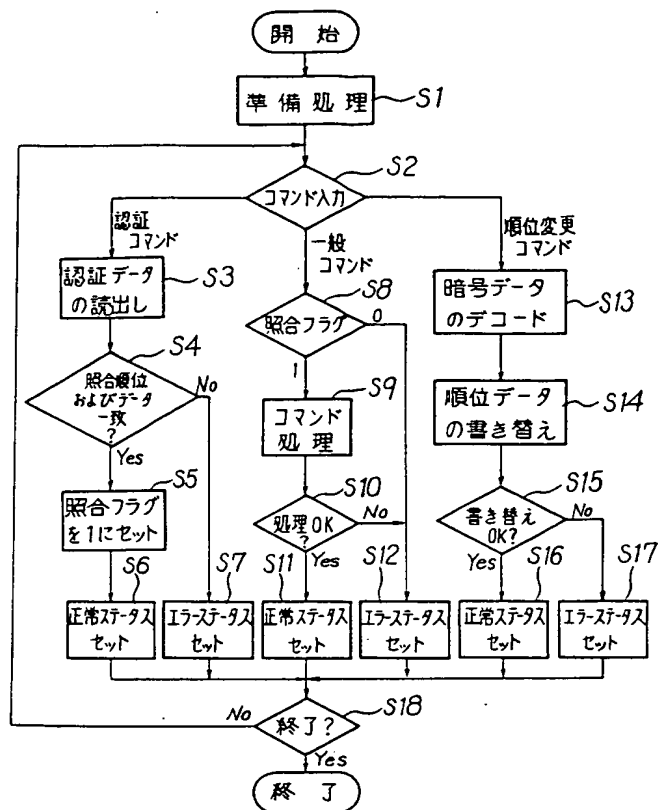 開始
準備処理
S1
S2
コマンド入力
認証
コマンド
一般
コマンド
順位変更
コマンド
認証データ
の読出し
S3
S8
照合フラグ
0
1
暗号データ
のデコード
S13
S4
照合順位
およびデータ
一致
?
No
Yes
S9
コマンド
処理
順位データ
の書き替え
S14
S5
照合フラグ
を1にセット
S10
処理OK
?
No
Yes
S15
書き替え
OK?
No
Yes
S6
正常ステータス
セット
S7
エラーステータス
セット
S11
正常ステータス
セット
S12
エラーステータス
セット
S16
正常ステータス
セット
S17
エラーステータス
セット
S18
終了?
No
Yes
終了